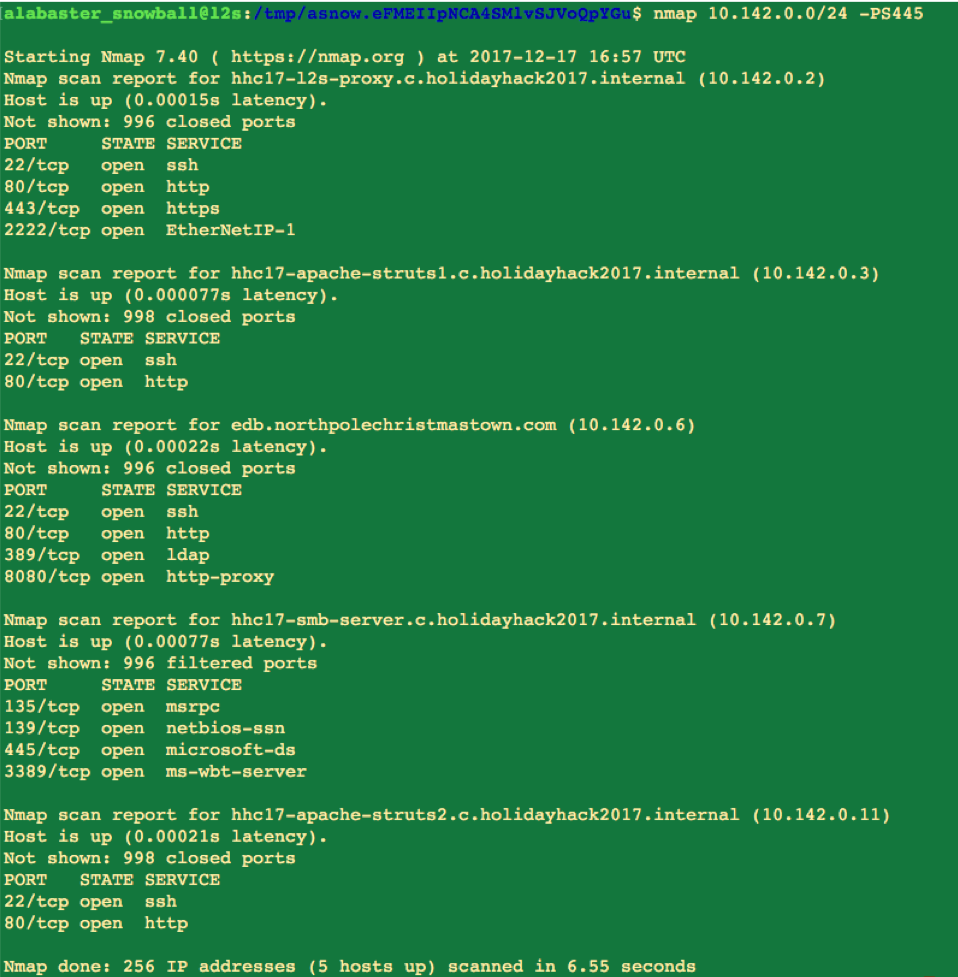 [alabaster_snowball@l2s:/tmp/asnow.eFMEIIpNCA4SMlvSJVoQpYGu$ nmap 10.142.0.0/24 -PS445
Starting Nmap 7.40 ( https://nmap.org ) at 2017-12-17 16:57 UTC
Nmap scan report for hhc17-l2s-proxy.c.holidayhack2017.internal (10.142.0.2)
Host is up (0.00015s latency).
Not shown: 996 closed ports
PORT     STATE SERVICE
22/tcp   open  ssh
80/tcp   open  http
443/tcp  open  https
2222/tcp open  EtherNetIP-1
Nmap scan report for hhc17-apache-struts1.c.holidayhack2017.internal (10.142.0.3)
Host is up (0.000077s latency).
Not shown: 998 closed ports
PORT   STATE SERVICE
22/tcp open  ssh
80/tcp open  http
Nmap scan report for edb.northpolechristmastown.com (10.142.0.6)
Host is up (0.00022s latency).
Not shown: 996 closed ports
PORT     STATE SERVICE
22/tcp   open  ssh
80/tcp   open  http
389/tcp  open  ldap
8080/tcp open  http-proxy
Nmap scan report for hhc17-smb-server.c.holidayhack2017.internal (10.142.0.7)
Host is up (0.00077s latency).
Not shown: 996 filtered ports
PORT     STATE SERVICE
135/tcp  open  msrpc
139/tcp  open  netbios-ssn
445/tcp  open  microsoft-ds
3389/tcp open  ms-wbt-server
Nmap scan report for hhc17-apache-struts2.c.holidayhack2017.internal (10.142.0.11)
Host is up (0.00021s latency).
Not shown: 998 closed ports
PORT   STATE SERVICE
22/tcp open  ssh
80/tcp open  http
Nmap done: 256 IP addresses (5 hosts up) scanned in 6.55 seconds